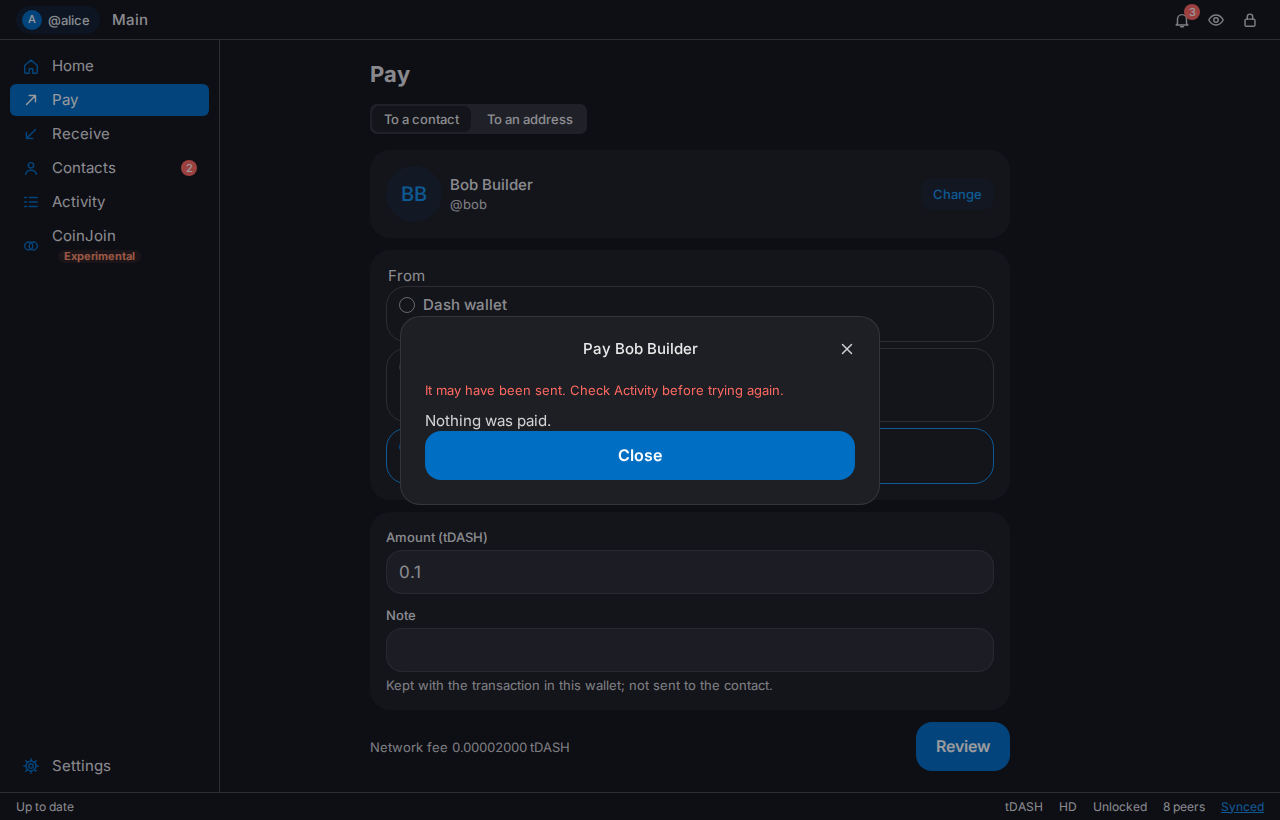 A @alice Main 3
Home
Pay
Receive
Contacts 2
Activity
CoinJoin
Experimental
Settings
Pay
To a contact To an address
BB Bob Builder
@bob
Change
From
Dash wallet
Pay Bob Builder
It may have been sent. Check Activity before trying again.
Nothing was paid.
Close
Amount (tDASH)
0.1
Note
Kept with the transaction in this wallet; not sent to the contact.
Network fee 0.00002000 tDASH
Review
Up to date
tDASH HD Unlocked 8 peers Synced